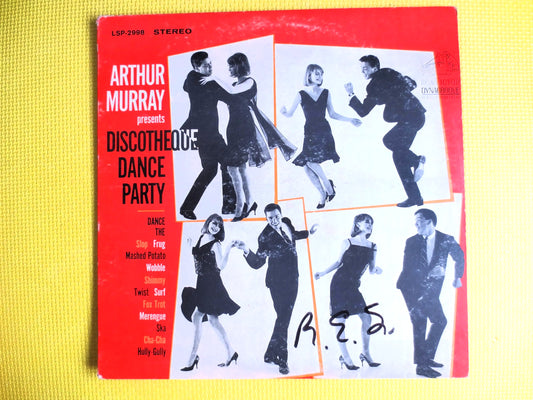 LSP-2998 STEREO
ARTHUR
MURRAY
presents
DISCOTHEQUE
DANCE
PARTY
DANCE
THE
Slop Frug
Mashed Potato
Wobble
Shimmy
Twist Surf
Fox Trot
Merengue
Ska
Cha-Cha
Hully-Gully
DYNAGROOVE
R.E.S.